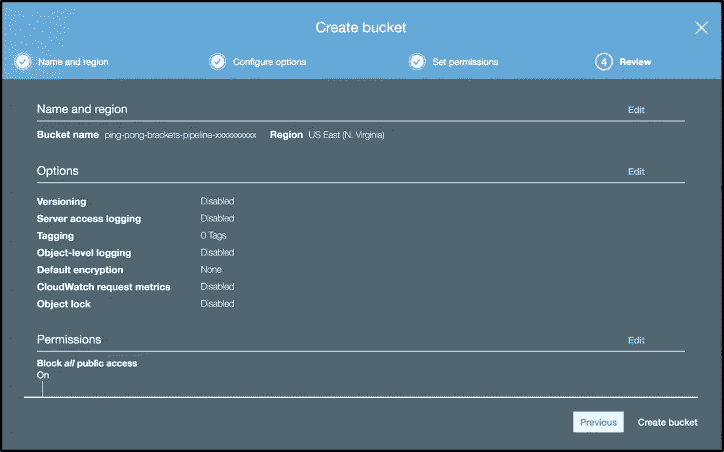 Create bucket
Name and region Configure options Set permissions 4 Review
Name and region Edit
Bucket name ping-pong-brackets-pipeline-xxxxxxxxxx Region US East (N. Virginia)
Options Edit
Versioning Disabled
Server access logging Disabled
Tagging 0 Tags
Object-level logging Disabled
Default encryption None
CloudWatch request metrics Disabled
Object lock Disabled
Permissions Edit
Block all public access
On
Previous Create bucket